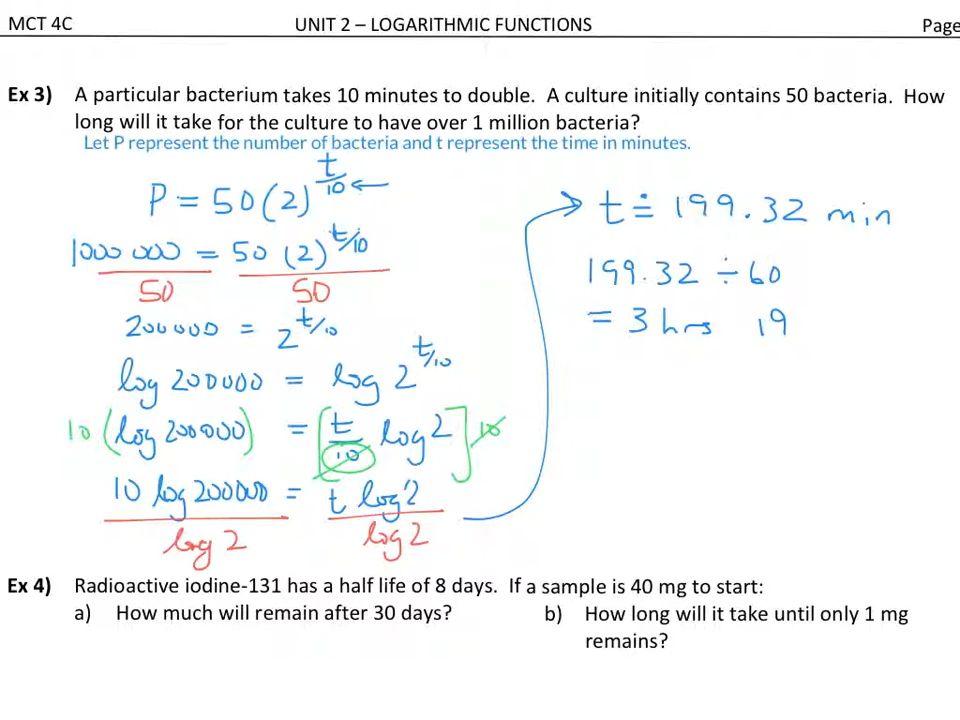 MCT 4C UNIT 2 – LOGARITHMIC FUNCTIONS Page
Ex 3) A particular bacterium takes 10 minutes to double. A culture initially contains 50 bacteria. How
long will it take for the culture to have over 1 million bacteria?
Let P represent the number of bacteria and t represent the time in minutes.
P = 50(2)^t/10 ←
1000 000 = 50 (2)^t/10
50 50
200000 = 2^t/10
log 200000 = log 2^t/10
10 (log 200000) = [t/10 log 2] 10
10 log 200000 = t log 2
log 2 log 2
→ t ≐ 199.32 min
199.32 ÷ 60
= 3 hrs 19
Ex 4) Radioactive iodine-131 has a half life of 8 days. If a sample is 40 mg to start:
a) How much will remain after 30 days?
b) How long will it take until only 1 mg
remains?